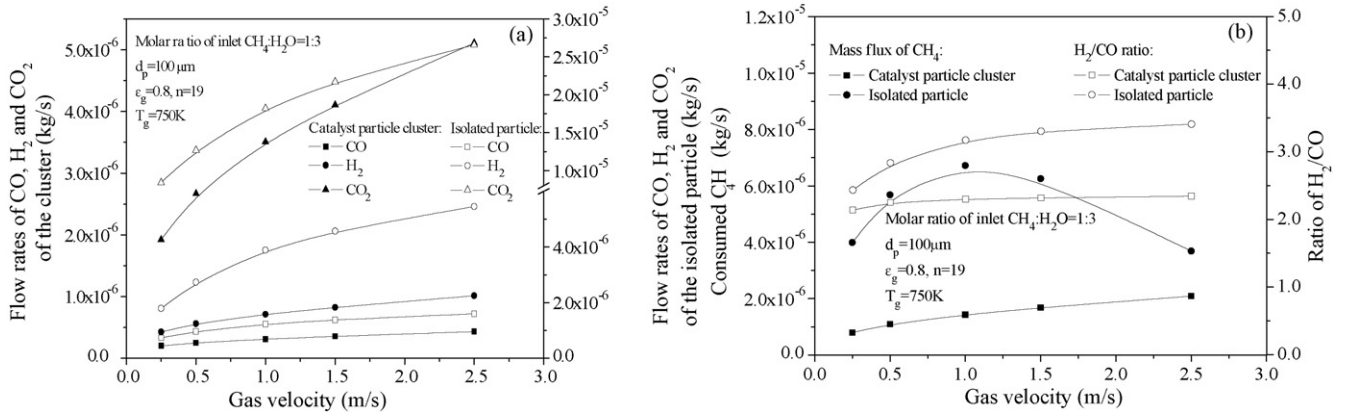 (a)
Molar ratio of inlet CH4:H2O=1:3
dp=100 μm
εg=0.8, n=19
Tg=750K
Catalyst particle cluster:
CO
H2
CO2
Isolated particle:
CO
H2
CO2
Flow rates of CO, H2 and CO2
of the cluster (kg/s)
5.0x10-6
4.0x10-6
3.0x10-6
2.0x10-6
1.0x10-6
0.0
3.0x10-5
2.5x10-5
2.0x10-5
1.5x10-5
1.0x10-5
4.0x10-6
2.0x10-6
0.0
0.0 0.5 1.0 1.5 2.0 2.5 3.0
Gas velocity (m/s)
Flow rates of CO, H2 and CO2
of the isolated particle (kg/s)
(b)
Mass flux of CH4:
Catalyst particle cluster
Isolated particle
H2/CO ratio:
Catalyst particle cluster
Isolated particle
Molar ratio of inlet CH4:H2O=1:3
dp=100μm
εg=0.8, n=19
Tg=750K
Consumed CH4 (kg/s)
1.2x10-5
1.0x10-5
8.0x10-6
6.0x10-6
4.0x10-6
2.0x10-6
0.0
5.0
4.0
3.0
2.0
1.0
0.0
Ratio of H2/CO
0.0 0.5 1.0 1.5 2.0 2.5 3.0
Gas velocity (m/s)